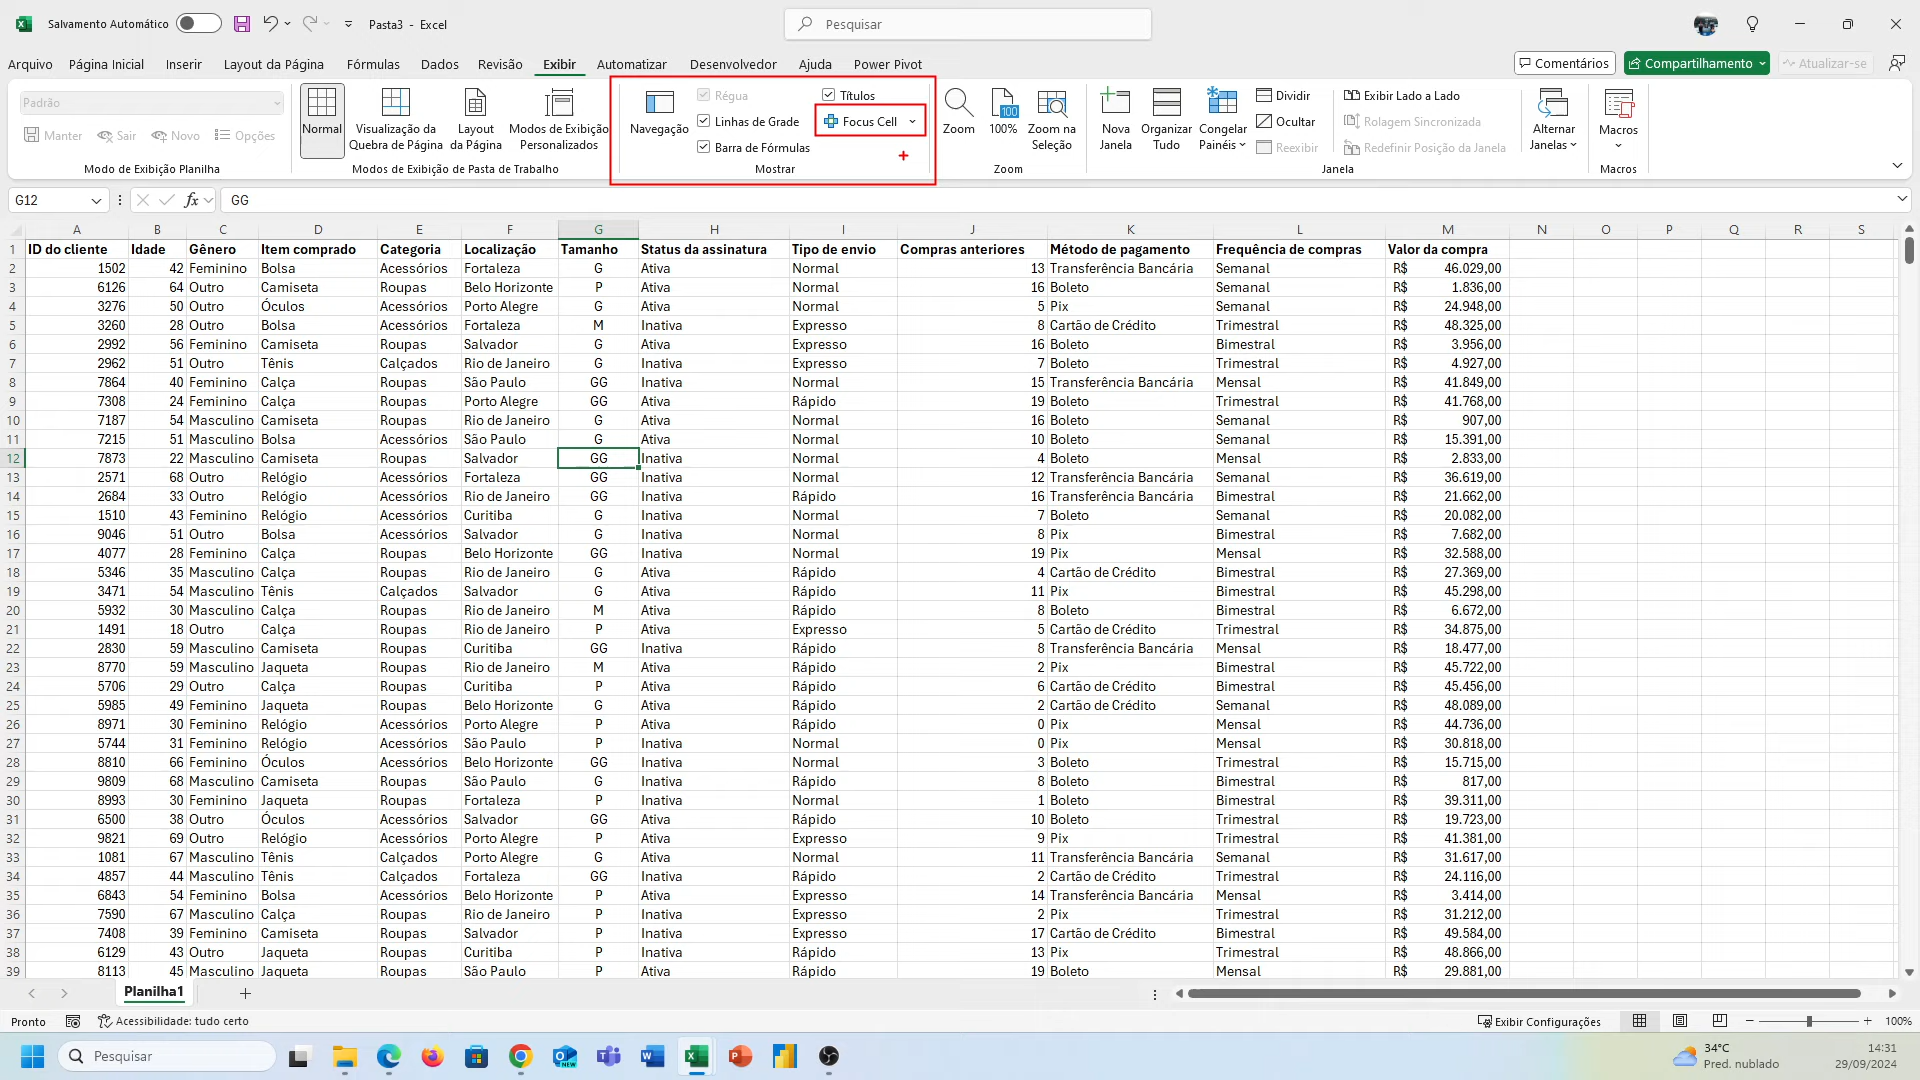 Salvamento Automático
Pasta3 - Excel
Pesquisar
Arquivo Página Inicial Inserir Layout da Página Fórmulas Dados Revisão Exibir Automatizar Desenvolvedor Ajuda Power Pivot
Comentários Compartilhamento Atualizar-se
Padrão
Manter Sair Novo Opções
Modo de Exibição Planilha
Normal
Visualização da Quebra de Página
Layout da Página
Modos de Exibição Personalizados
Modos de Exibição de Pasta de Trabalho
Navegação
Régua
Linhas de Grade
Barra de Fórmulas
Títulos
Focus Cell
Mostrar
Zoom
100%
Zoom na Seleção
Zoom
Nova Janela
Organizar Tudo
Congelar Painéis
Dividir
Ocultar
Reexibir
Exibir Lado a Lado
Rolagem Sincronizada
Redefinir Posição da Janela
Alternar Janelas
Janela
Macros
Macros
G12 fx GG
A B C D E F G H I J K L M N O P Q R S
1 ID do cliente Idade Gênero Item comprado Categoria Localização Tamanho Status da assinatura Tipo de envio Compras anteriores Método de pagamento Frequência de compras Valor da compra
2 1502 42 Feminino Bolsa Acessórios Fortaleza G Ativa Normal 13 Transferência Bancária Semanal R$ 46.029,00
3 6126 64 Outro Camiseta Roupas Belo Horizonte P Ativa Normal 16 Boleto Semanal R$ 1.836,00
4 3276 50 Outro Óculos Acessórios Porto Alegre G Ativa Normal 5 Pix Semanal R$ 24.948,00
5 3260 28 Outro Bolsa Acessórios Fortaleza M Inativa Expresso 8 Cartão de Crédito Trimestral R$ 48.325,00
6 2992 56 Feminino Camiseta Roupas Salvador G Ativa Expresso 16 Boleto Bimestral R$ 3.956,00
7 2962 51 Outro Tênis Calçados Rio de Janeiro G Inativa Expresso 7 Boleto Trimestral R$ 4.927,00
8 7864 40 Feminino Calça Roupas São Paulo GG Inativa Normal 15 Transferência Bancária Mensal R$ 41.849,00
9 7308 24 Feminino Calça Roupas Porto Alegre GG Ativa Rápido 19 Boleto Trimestral R$ 41.768,00
10 7187 54 Masculino Camiseta Roupas Rio de Janeiro G Ativa Normal 16 Boleto Semanal R$ 907,00
11 7215 51 Masculino Bolsa Acessórios São Paulo G Ativa Normal 10 Boleto Semanal R$ 15.391,00
12 7873 22 Masculino Camiseta Roupas Salvador GG Inativa Normal 4 Boleto Mensal R$ 2.833,00
13 2571 68 Outro Relógio Acessórios Fortaleza GG Inativa Normal 12 Transferência Bancária Semanal R$ 36.619,00
14 2684 33 Outro Relógio Acessórios Rio de Janeiro GG Inativa Rápido 16 Transferência Bancária Bimestral R$ 21.662,00
15 1510 43 Feminino Relógio Acessórios Curitiba G Inativa Normal 7 Boleto Semanal R$ 20.082,00
16 9046 51 Outro Bolsa Acessórios Salvador G Inativa Normal 8 Pix Bimestral R$ 7.682,00
17 4077 28 Feminino Calça Roupas Belo Horizonte GG Inativa Normal 19 Pix Mensal R$ 32.588,00
18 5346 35 Masculino Calça Roupas Rio de Janeiro G Ativa Rápido 4 Cartão de Crédito Bimestral R$ 27.369,00
19 3471 54 Masculino Tênis Calçados Salvador G Ativa Rápido 11 Pix Bimestral R$ 45.298,00
20 5932 30 Masculino Calça Roupas Rio de Janeiro M Ativa Rápido 8 Boleto Bimestral R$ 6.672,00
21 1491 18 Outro Calça Roupas Rio de Janeiro P Ativa Expresso 5 Cartão de Crédito Trimestral R$ 34.875,00
22 2830 59 Masculino Camiseta Roupas Curitiba GG Inativa Rápido 8 Transferência Bancária Mensal R$ 18.477,00
23 8770 59 Masculino Jaqueta Roupas Rio de Janeiro M Ativa Rápido 2 Pix Bimestral R$ 45.722,00
24 5706 29 Outro Calça Roupas Curitiba P Ativa Rápido 6 Cartão de Crédito Bimestral R$ 45.456,00
25 5985 49 Feminino Jaqueta Roupas Belo Horizonte G Ativa Rápido 2 Cartão de Crédito Semanal R$ 48.089,00
26 8971 30 Feminino Relógio Acessórios Porto Alegre P Ativa Rápido 0 Pix Mensal R$ 44.736,00
27 5744 31 Feminino Relógio Acessórios São Paulo P Inativa Normal 0 Pix Mensal R$ 30.818,00
28 8810 66 Feminino Óculos Acessórios Belo Horizonte GG Inativa Normal 3 Boleto Trimestral R$ 15.715,00
29 9809 68 Masculino Camiseta Roupas São Paulo G Inativa Rápido 8 Boleto Bimestral R$ 817,00
30 8993 30 Feminino Jaqueta Roupas Fortaleza P Inativa Normal 1 Boleto Bimestral R$ 39.311,00
31 6500 38 Outro Óculos Acessórios Salvador GG Ativa Rápido 10 Boleto Trimestral R$ 19.723,00
32 9821 69 Outro Relógio Acessórios Porto Alegre P Ativa Expresso 9 Pix Trimestral R$ 41.381,00
33 1081 67 Masculino Tênis Calçados Porto Alegre G Ativa Normal 11 Transferência Bancária Semanal R$ 31.617,00
34 4857 44 Masculino Tênis Calçados Fortaleza GG Inativa Rápido 2 Cartão de Crédito Trimestral R$ 24.116,00
35 6843 54 Feminino Bolsa Acessórios Belo Horizonte P Ativa Expresso 14 Transferência Bancária Mensal R$ 3.414,00
36 7590 67 Masculino Calça Roupas Rio de Janeiro P Inativa Expresso 2 Pix Trimestral R$ 31.212,00
37 7408 39 Feminino Camiseta Roupas Salvador P Inativa Expresso 17 Cartão de Crédito Bimestral R$ 49.584,00
38 6129 43 Outro Jaqueta Roupas Curitiba P Inativa Rápido 13 Pix Trimestral R$ 48.866,00
39 8113 45 Masculino Jaqueta Roupas São Paulo P Ativa Rápido 19 Boleto Mensal R$ 29.881,00
Planilha1
Pronto Acessibilidade: tudo certo Exibir Configurações 100%
Pesquisar
34°C
Pred. nublado
14:31
29/09/2024